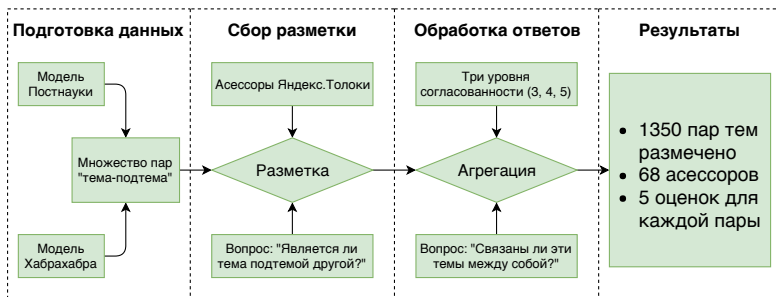 Подготовка данных
Сбор разметки
Обработка ответов
Результаты
Модель
Постнауки
Множество пар
"тема-подтема"
Модель
Хабрахабра
Асессоры Яндекс.Толоки
Разметка
Вопрос: "Является ли
тема подтемой другой?"
Три уровня
согласованности (3, 4, 5)
Агрегация
Вопрос: "Связаны ли эти
темы между собой?"
• 1350 пар тем
размечено
• 68 асессоров
• 5 оценок для
каждой пары